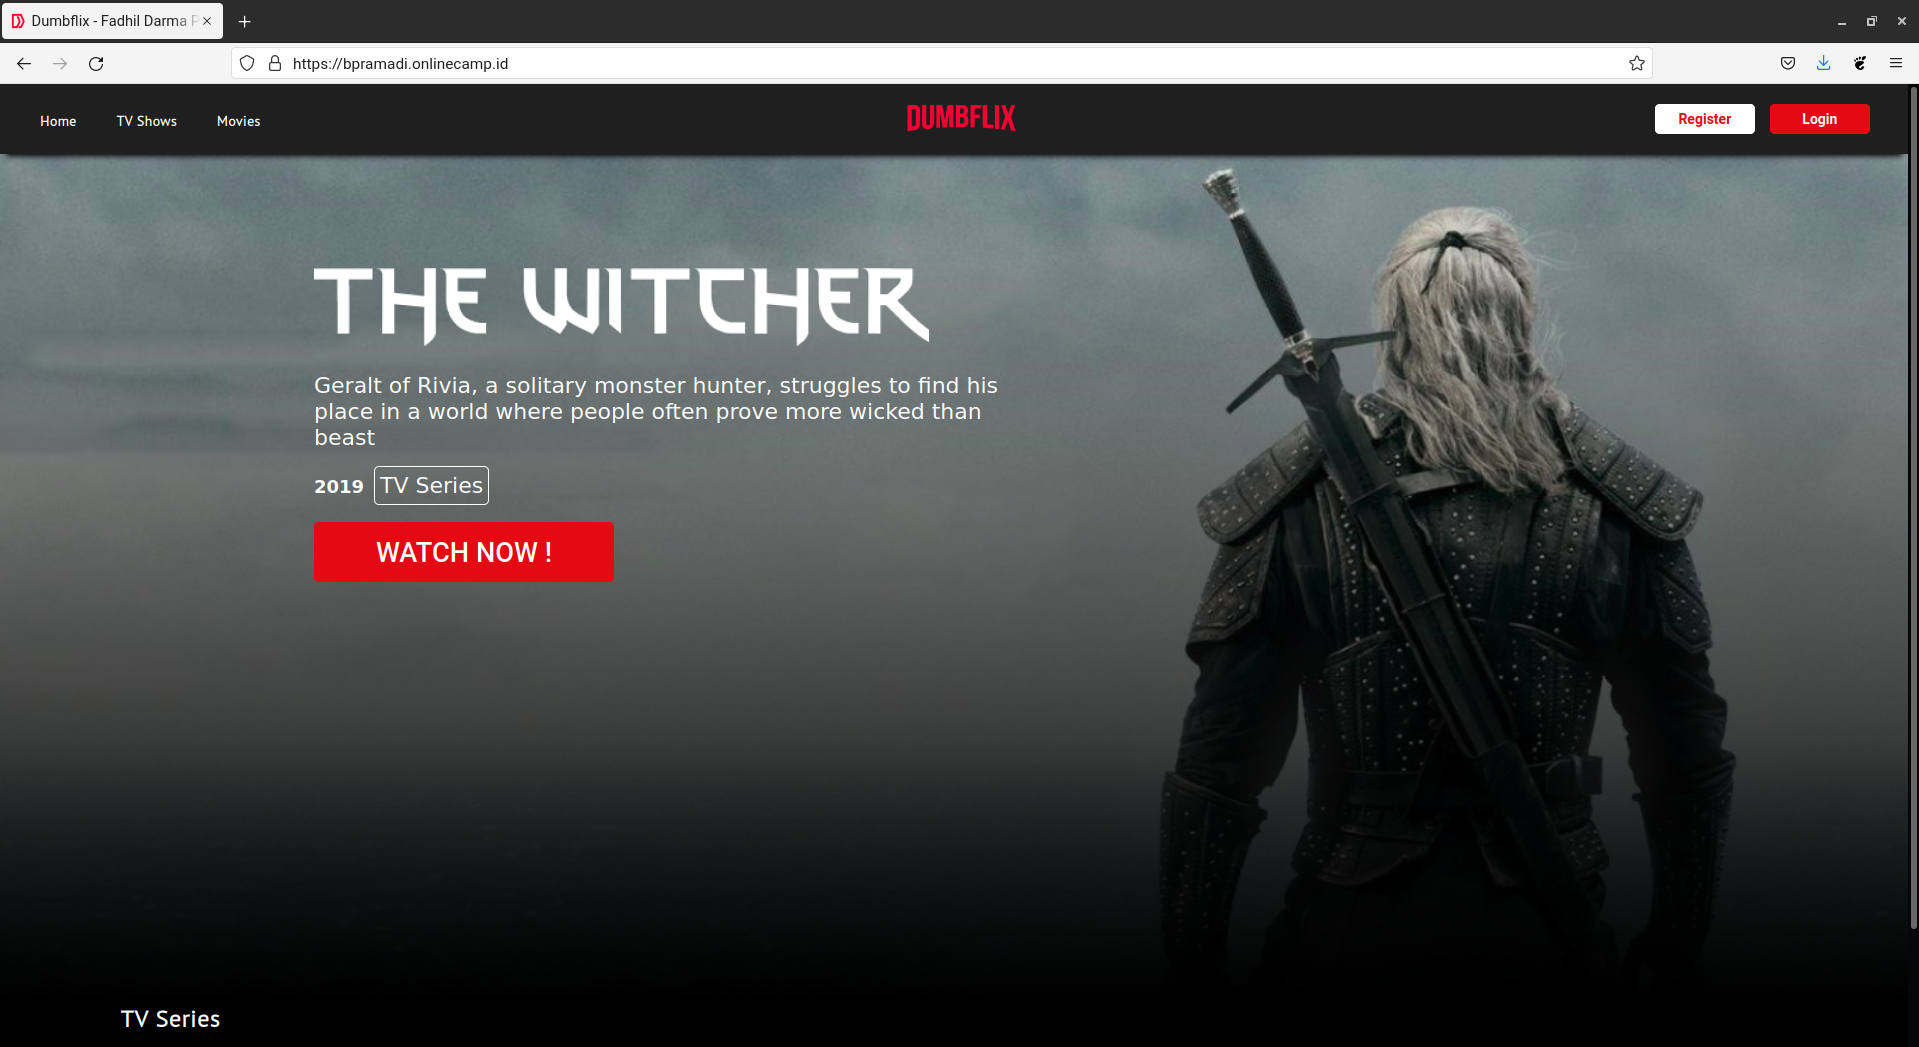 Dumbflix - Fadhil Darma P
https://bpramadi.onlinecamp.id
Home TV Shows Movies DUMBFLIX Register Login
THE WITCHER
Geralt of Rivia, a solitary monster hunter, struggles to find his
place in a world where people often prove more wicked than
beast
2019 TV Series
WATCH NOW !
TV Series